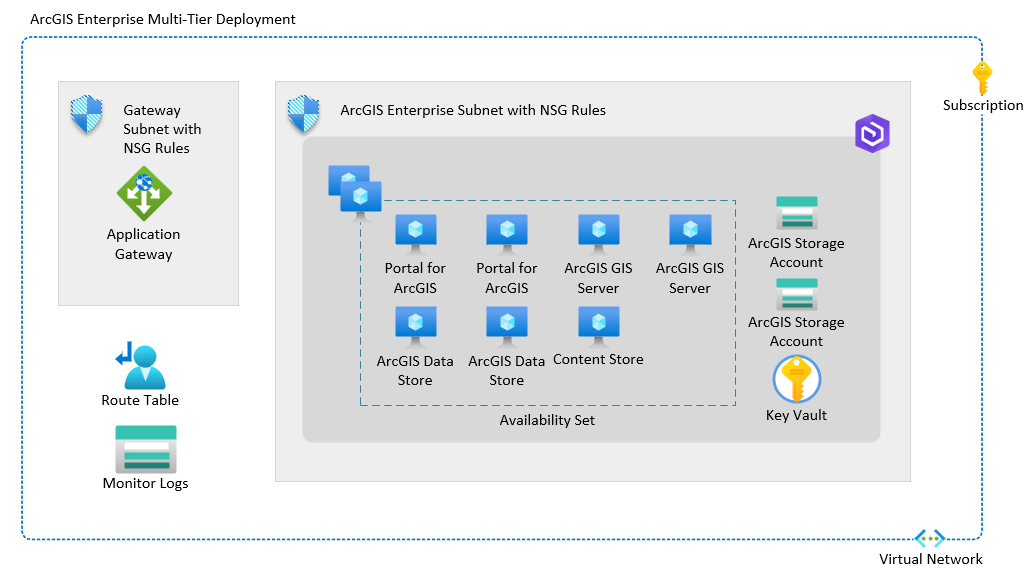 ArcGIS Enterprise Multi-Tier Deployment
Subscription
Gateway
Subnet with
NSG Rules
Application
Gateway
Route Table
Monitor Logs
ArcGIS Enterprise Subnet with NSG Rules
Portal for
ArcGIS
Portal for
ArcGIS
ArcGIS GIS
Server
ArcGIS GIS
Server
ArcGIS Data
Store
ArcGIS Data
Store
Content Store
Availability Set
ArcGIS Storage
Account
ArcGIS Storage
Account
Key Vault
Virtual Network